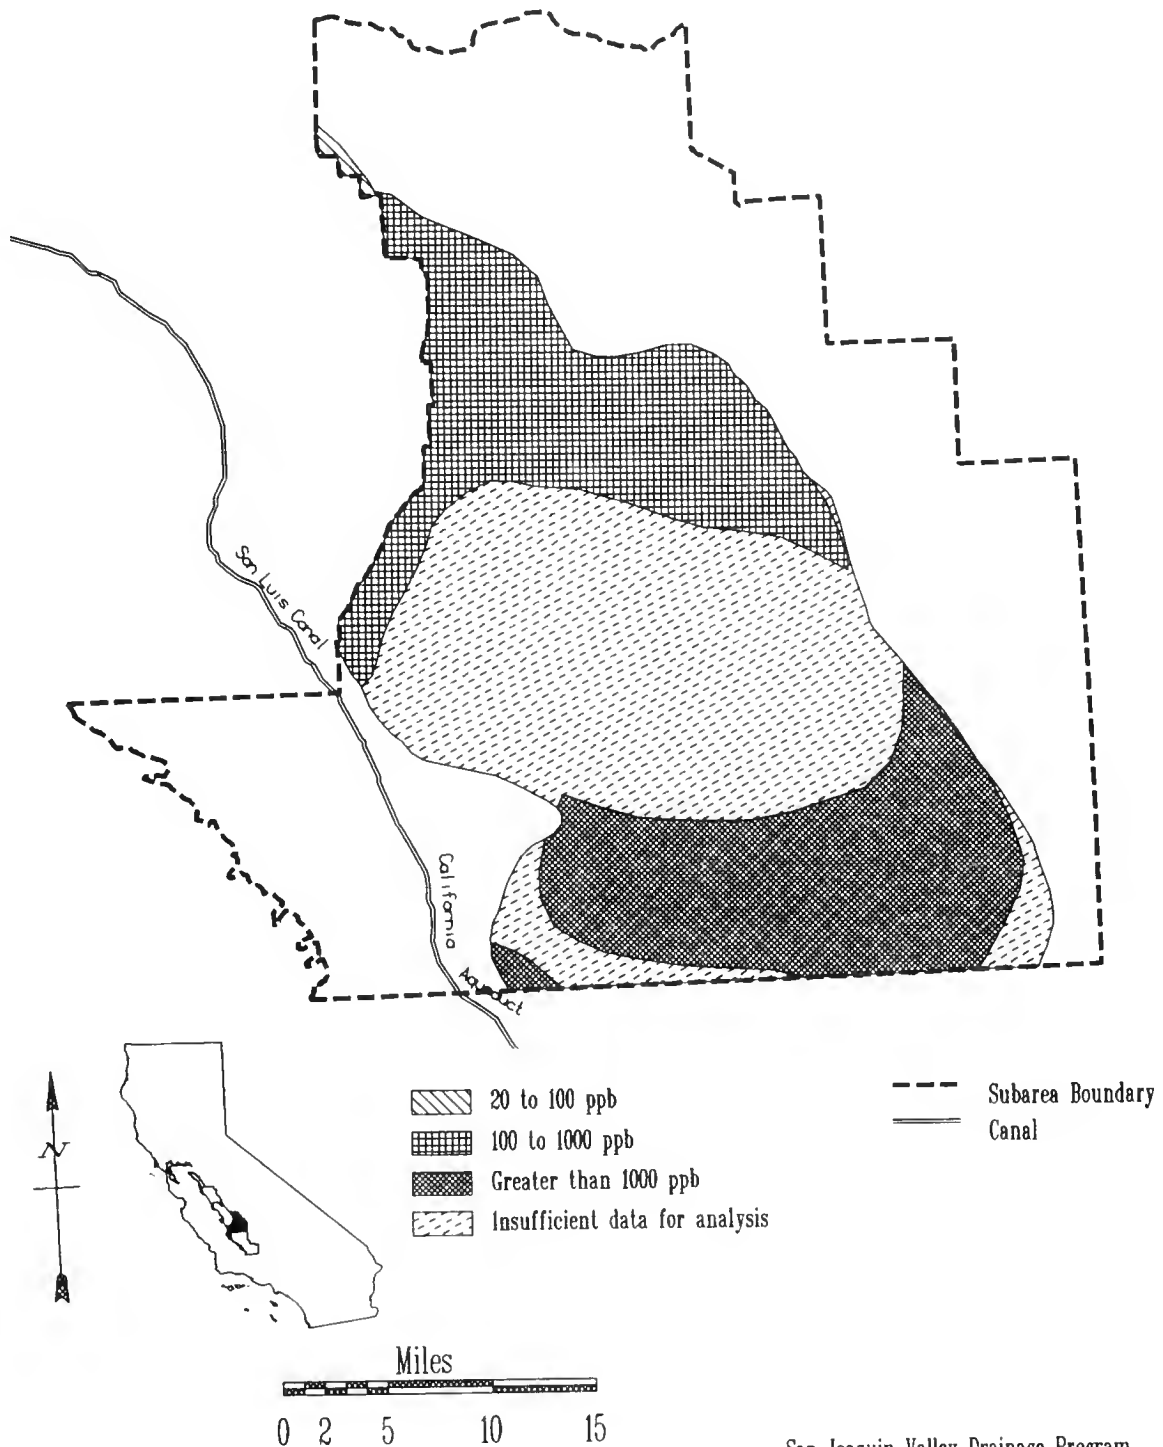 San Luis Canal
California
Aqueduct
N
20 to 100 ppb
100 to 1000 ppb
Greater than 1000 ppb
Insufficient data for analysis
Subarea Boundary
Canal
Miles
0 2 5 10 15
San Joaquin Valley Drainage Program